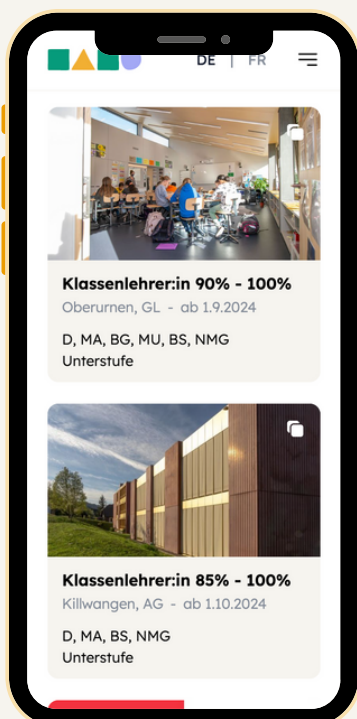 DE | FR
Klassenlehrer:in 90% - 100%
Oberurnen, GL - ab 1.9.2024
D, MA, BG, MU, BS, NMG
Unterstufe
Klassenlehrer:in 85% - 100%
Killwangen, AG - ab 1.10.2024
D, MA, BS, NMG
Unterstufe